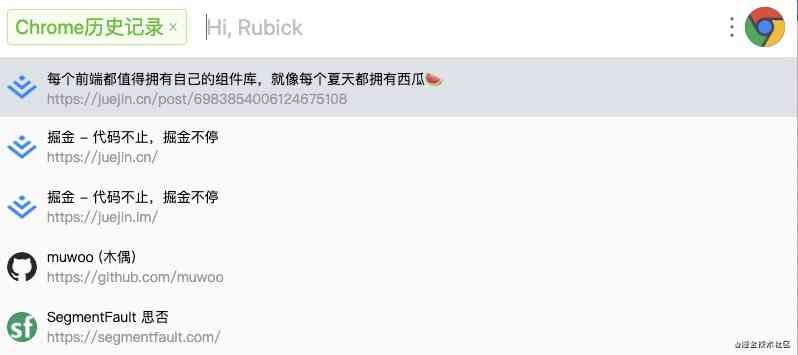 Chrome历史记录 ×
Hi, Rubick
每个前端都值得拥有自己的组件库，就像每个夏天都拥有西瓜🍉
https://juejin.cn/post/6983854006124675108
掘金 - 代码不止，掘金不停
https://juejin.cn/
掘金 - 代码不止，掘金不停
https://juejin.im/
muwoo (木偶)
https://github.com/muwoo
sf
SegmentFault 思否
https://segmentfault.com/
@掘金技术社区